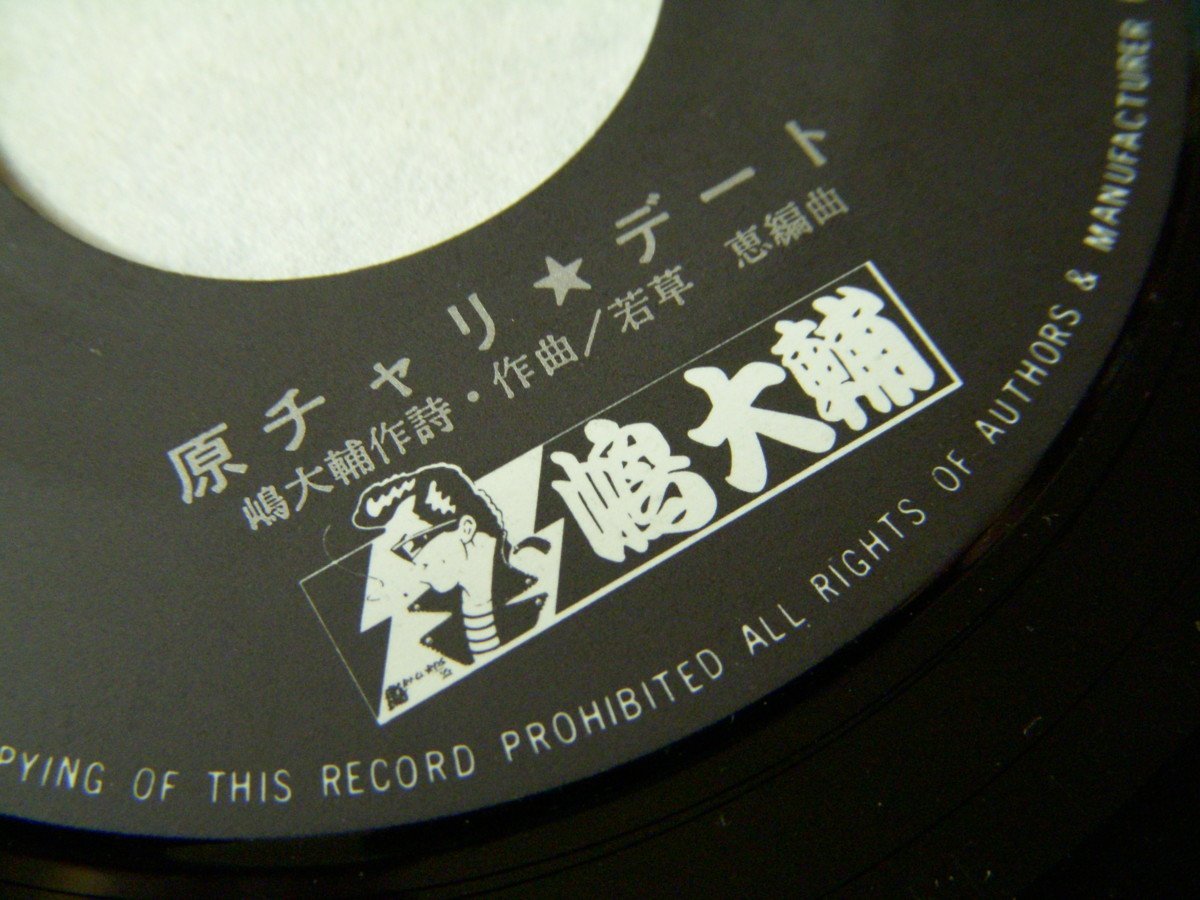 原チャリ★デート
嶋大輔作詩・作曲/若草 恵編曲
嶋大輔
PYING OF THIS RECORD PROHIBITED ALL RIGHTS OF AUTHORS & MANUFACTURER